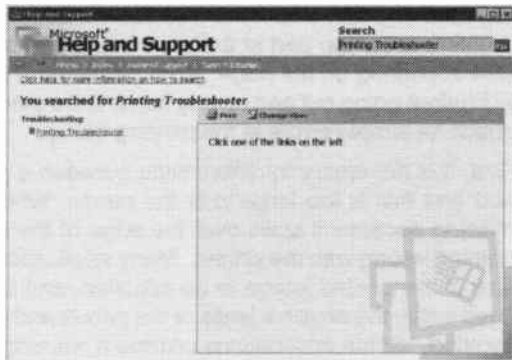 Help and Support
Microsoft
Help and Support
Search
Printing Troubleshooter
Home | Index |
Click here for more information on how to search.
You searched for Printing Troubleshooter
Troubleshooting
Printing Troubleshooter
Print Change View
Click one of the links on the left